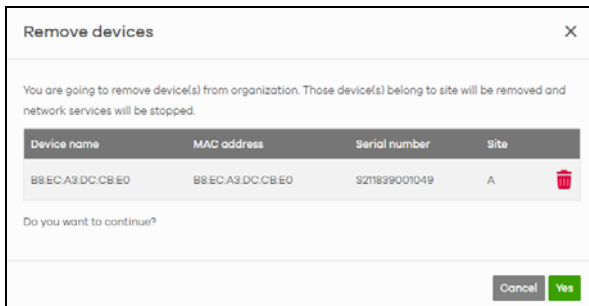 Remove devices
You are going to remove device(s) from organization. Those device(s) belong to site will be removed and
network services will be stopped.
Device name MAC address Serial number Site
B8:EC:A3:DC:CB:E0 B8:EC:A3:DC:CB:E0 S211839001049 A
Do you want to continue?
Cancel Yes